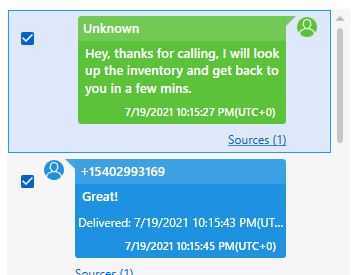 Unknown
Hey, thanks for calling, I will look
up the inventory and get back to
you in a few mins.
7/19/2021 10:15:27 PM(UTC+0)
Sources (1)
+15402993169
Great!
Delivered: 7/19/2021 10:15:43 PM(UT...
7/19/2021 10:15:45 PM(UTC+0)
Sources (1)